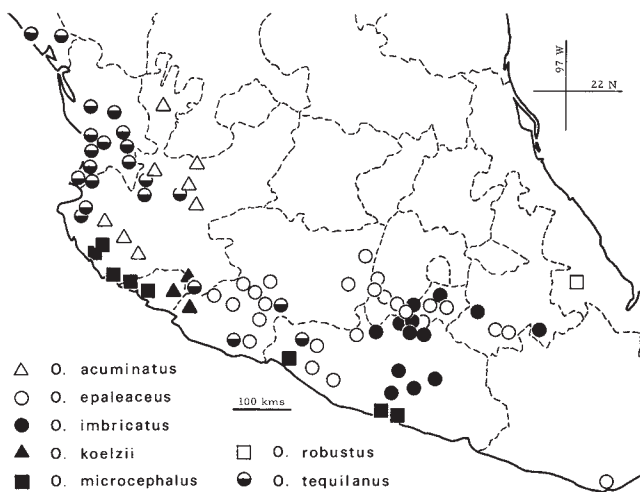 97 W
22 N
O. acuminatus
O. epaleaceus
O. imbricatus
O. koelzii
O. microcephalus
100 kms
O. robustus
O. tequilanus